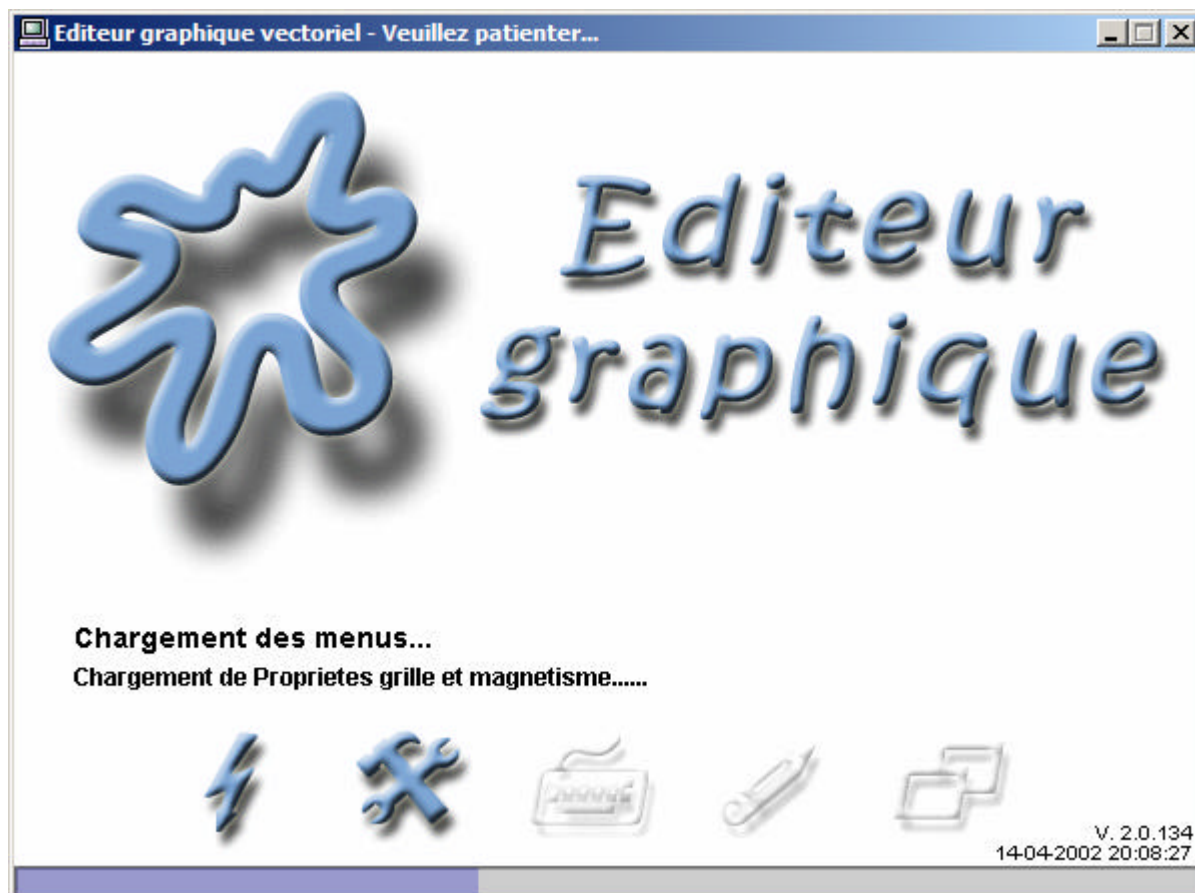 Editeur graphique vectoriel - Veuillez patienter...
Editeur
graphique
Chargement des menus...
Chargement de Proprietes grille et magnetisme......
V. 2.0.134
14-04-2002 20:08:27